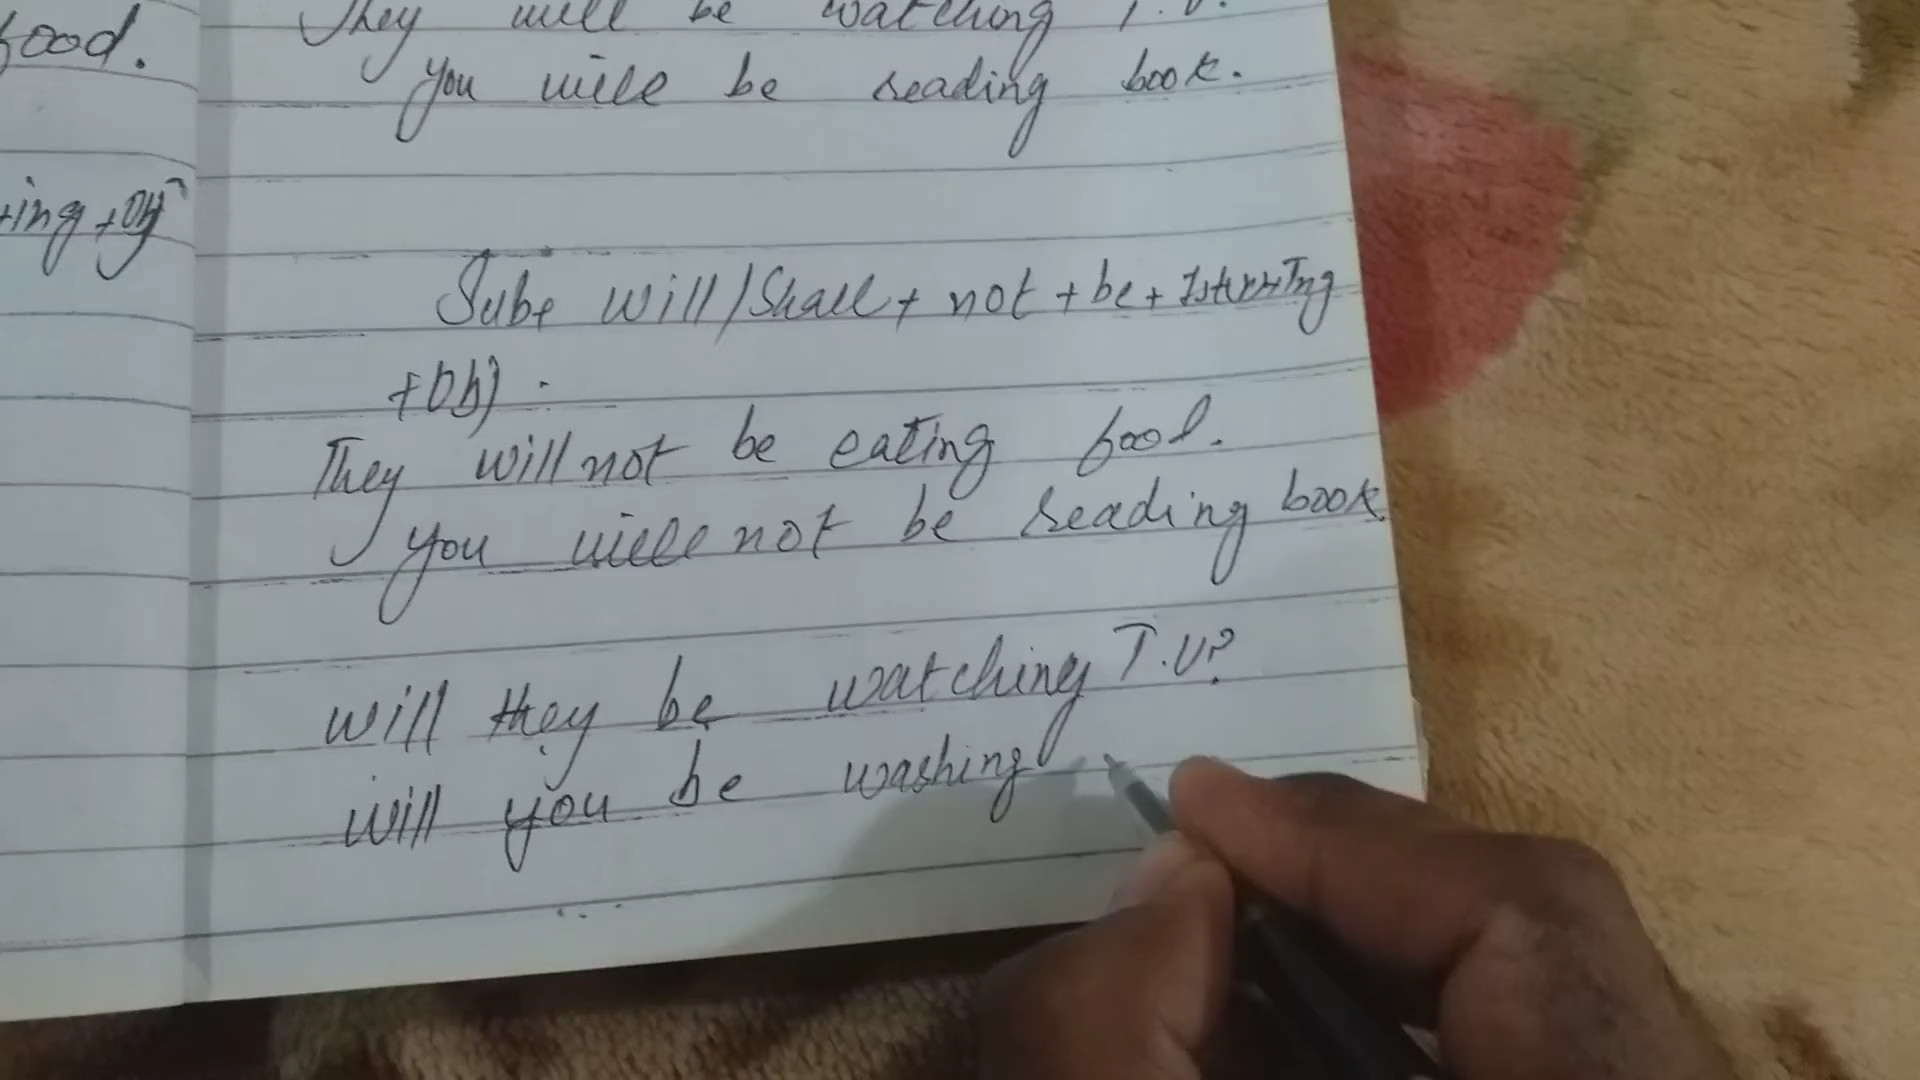 food.
+ing +Obj
They will be watching T.V.
You will be reading book.
Sub+ will/Shall + not + be + Ist+Ing
+Obj.
They will not be eating food.
You will not be reading book.
will they be watching T.V?
will you be washing